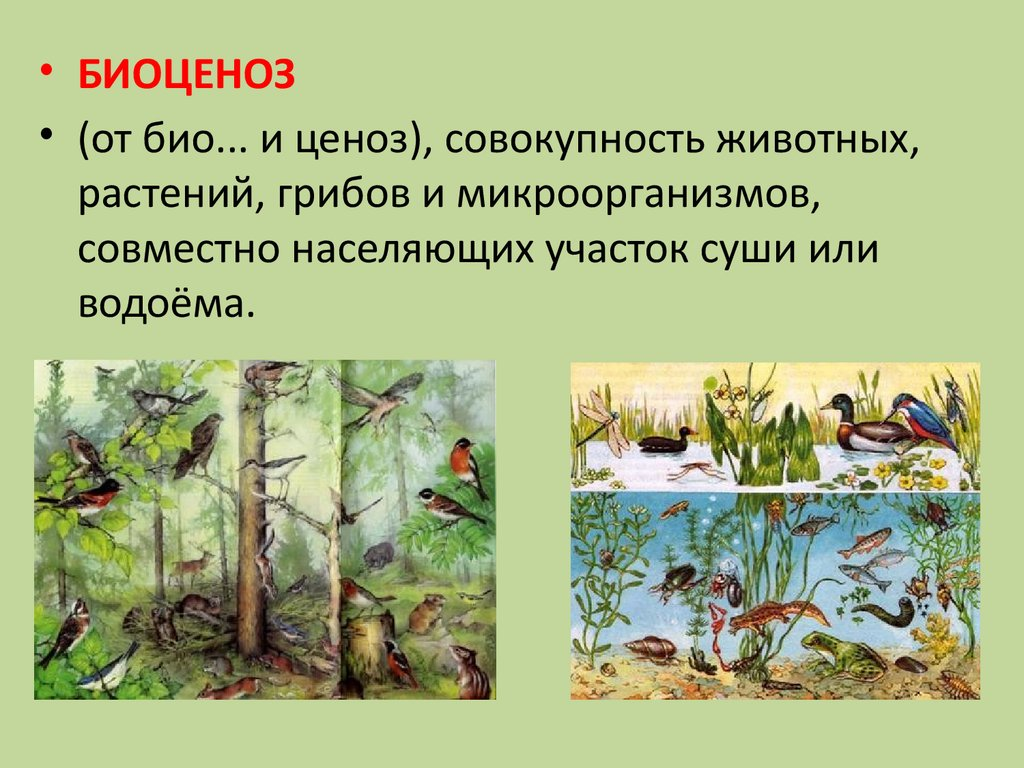 • БИОЦЕНОЗ
• (от био... и ценоз), совокупность животных,
растений, грибов и микроорганизмов,
совместно населяющих участок суши или
водоёма.